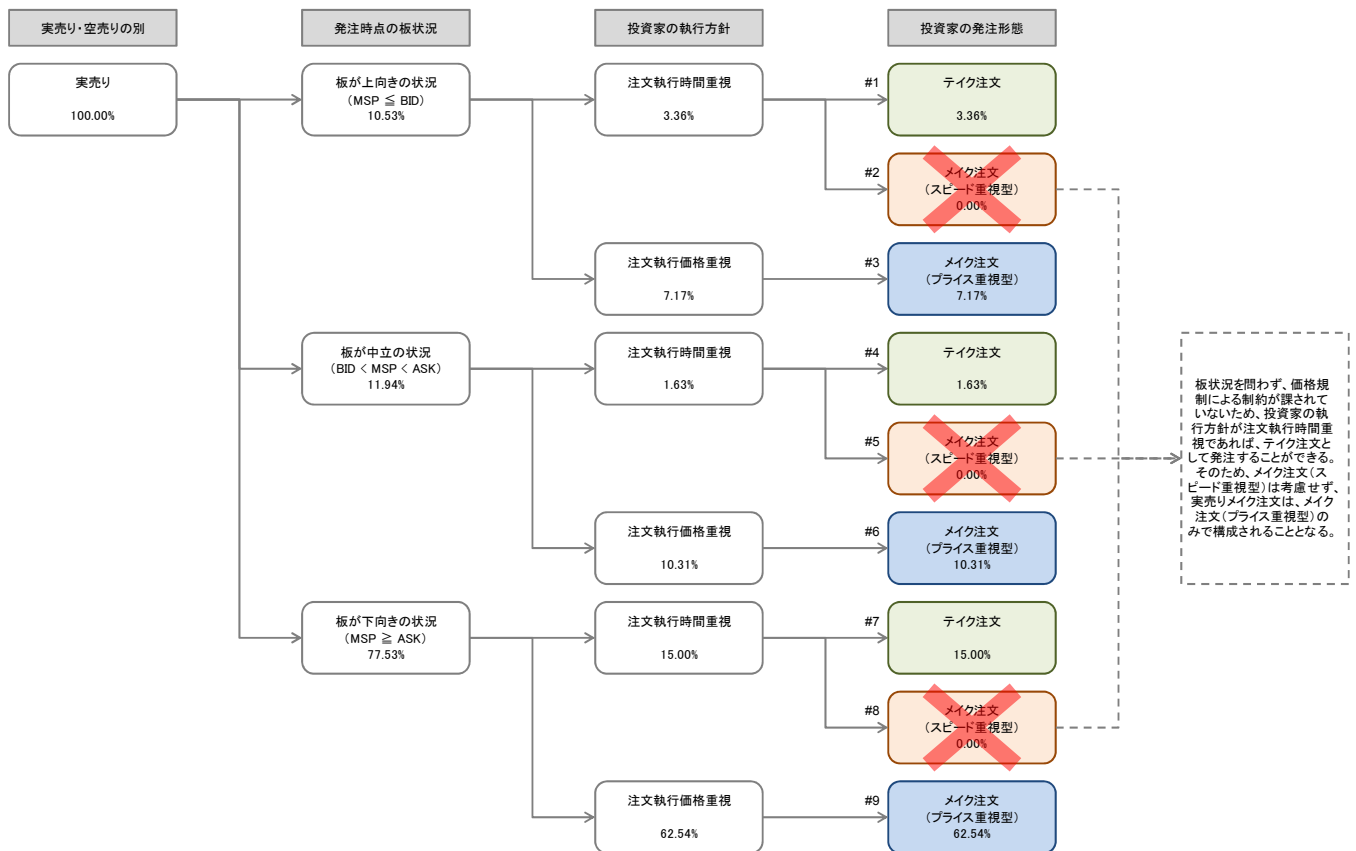 実売り・空売りの別
発注時点の板状況
投資家の執行方針
投資家の発注形態
実売り
100.00%
板が上向きの状況
(MSP ≦ BID)
10.53%
注文執行時間重視
3.36%
#1
テイク注文
3.36%
#2
メイク注文
(スピード重視型)
0.00%
注文執行価格重視
7.17%
#3
メイク注文
(プライス重視型)
7.17%
板が中立の状況
(BID < MSP < ASK)
11.94%
注文執行時間重視
1.63%
#4
テイク注文
1.63%
#5
メイク注文
(スピード重視型)
0.00%
注文執行価格重視
10.31%
#6
メイク注文
(プライス重視型)
10.31%
板が下向きの状況
(MSP ≧ ASK)
77.53%
注文執行時間重視
15.00%
#7
テイク注文
15.00%
#8
メイク注文
(スピード重視型)
0.00%
注文執行価格重視
62.54%
#9
メイク注文
(プライス重視型)
62.54%
板状況を問わず、価格規
制による制約が課されて
いないため、投資家の執
行方針が注文執行時間重
視であれば、テイク注文と
して発注することができる。
そのため、メイク注文(ス
ピード重視型)は考慮せず、
実売りメイク注文は、メイク
注文(プライス重視型)の
みで構成されることとなる。